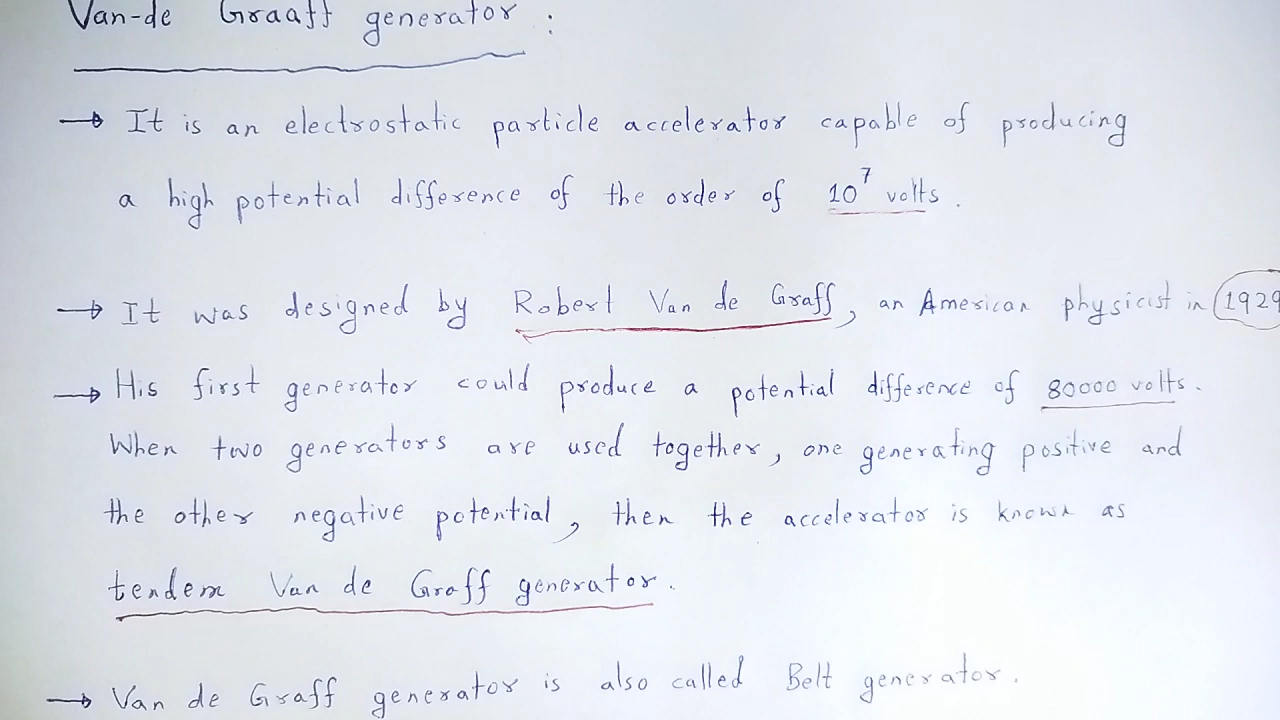 Van-de Graaff generator :
→ It is an electrostatic particle accelerator capable of producing
a high potential difference of the order of 10⁷ volts.
→ It was designed by Robert Van de Graff, an American physicist in 1929
→ His first generator could produce a potential difference of 80000 volts.
When two generators are used together, one generating positive and
the other negative potential, then the accelerator is known as
tendem Van de Graff generator.
→ Van de Graff generator is also called Belt generator.